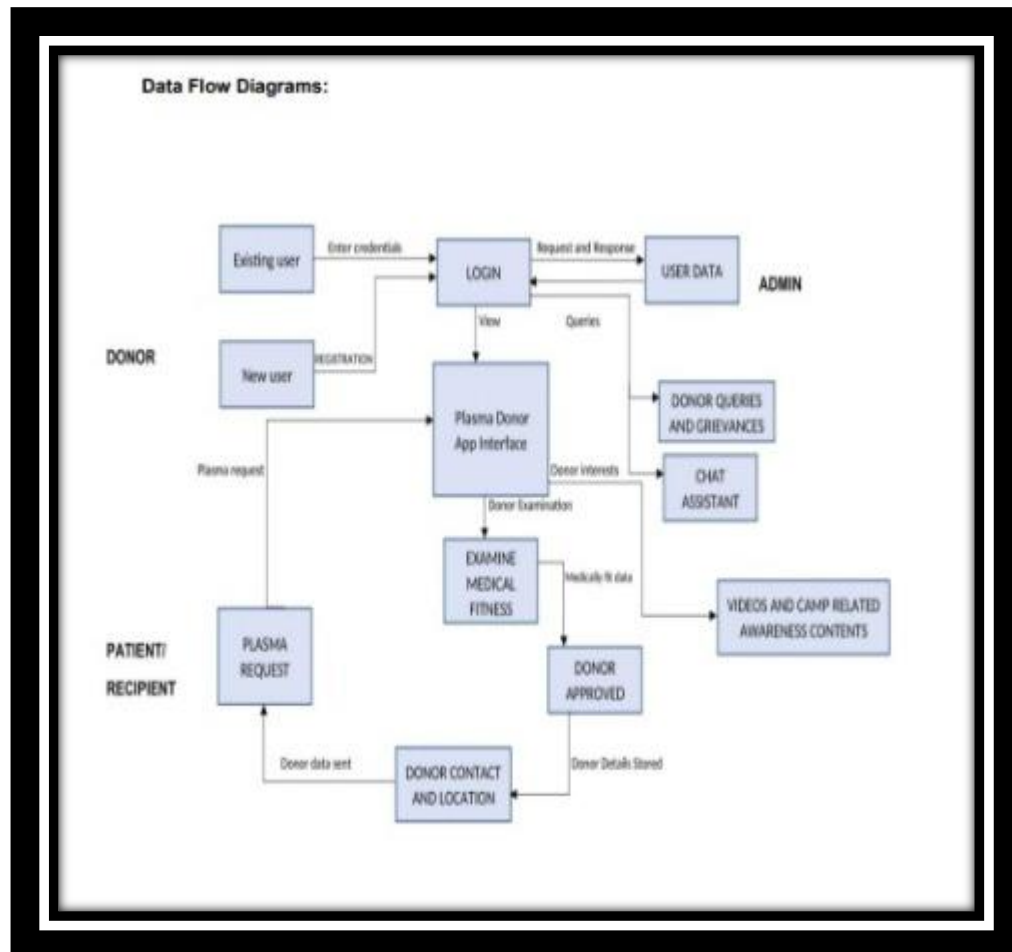 Data Flow Diagrams:
Existing user
Enter credentials
LOGIN
Request and Response
USER DATA
ADMIN
View
Queries
DONOR
New user
REGISTRATION
Plasma Donor
App Interface
DONOR QUERIES
AND GRIEVANCES
Plasma request
Donor interests
CHAT
ASSISTANT
Donor Examination
EXAMINE
MEDICAL
FITNESS
Medically fit data
VIDEOS AND CAMP RELATED
AWARENESS CONTENTS
PATIENT/
RECIPIENT
PLASMA
REQUEST
DONOR
APPROVED
Donor data sent
DONOR CONTACT
AND LOCATION
Donor Details Stored